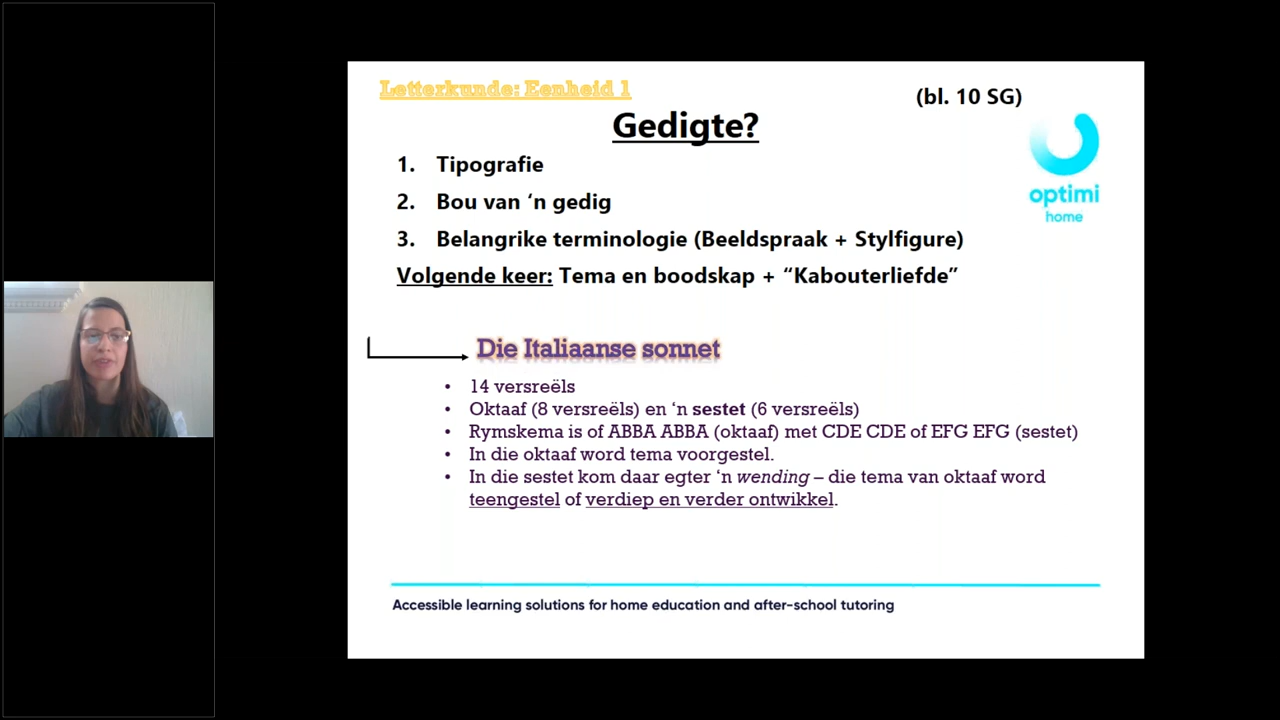 Letterkunde: Eenheid 1
(bl. 10 SG)
Gedigte?
1. Tipografie
2. Bou van ‘n gedig
3. Belangrike terminologie (Beeldspraak + Stylfigure)
Volgende keer: Tema en boodskap + “Kabouterliefde”
optimi
home
Die Italiaanse sonnet
• 14 versreëls
• Oktaaf (8 versreëls) en ‘n sestet (6 versreëls)
• Rymskema is of ABBA ABBA (oktaaf) met CDE CDE of EFG EFG (sestet)
• In die oktaaf word tema voorgestel.
• In die sestet kom daar egter ‘n wending – die tema van oktaaf word
teengestel of verdiep en verder ontwikkel.
Accessible learning solutions for home education and after-school tutoring